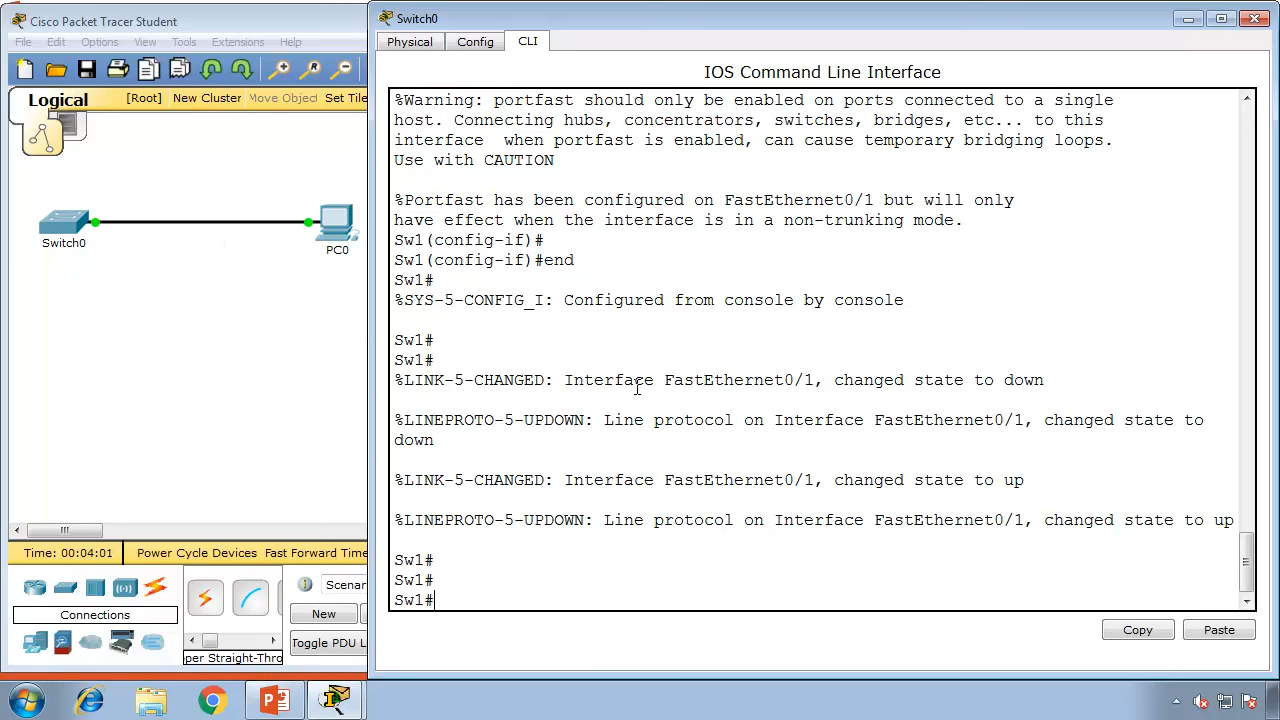 Cisco Packet Tracer Student
File Edit Options View Tools Extensions Help
Logical [Root] New Cluster Move Object Set Tile
Switch0
PC0
Time: 00:04:01 Power Cycle Devices Fast Forward Time
Scenar
Connections
New
Toggle PDU L
per Straight-Thro
Switch0
Physical Config CLI
IOS Command Line Interface
%Warning: portfast should only be enabled on ports connected to a single
host. Connecting hubs, concentrators, switches, bridges, etc... to this
interface  when portfast is enabled, can cause temporary bridging loops.
Use with CAUTION
%Portfast has been configured on FastEthernet0/1 but will only
have effect when the interface is in a non-trunking mode.
Sw1(config-if)#
Sw1(config-if)#end
Sw1#
%SYS-5-CONFIG_I: Configured from console by console
Sw1#
Sw1#
%LINK-5-CHANGED: Interface FastEthernet0/1, changed state to down
%LINEPROTO-5-UPDOWN: Line protocol on Interface FastEthernet0/1, changed state to
down
%LINK-5-CHANGED: Interface FastEthernet0/1, changed state to up
%LINEPROTO-5-UPDOWN: Line protocol on Interface FastEthernet0/1, changed state to up
Sw1#
Sw1#
Sw1#
Copy Paste